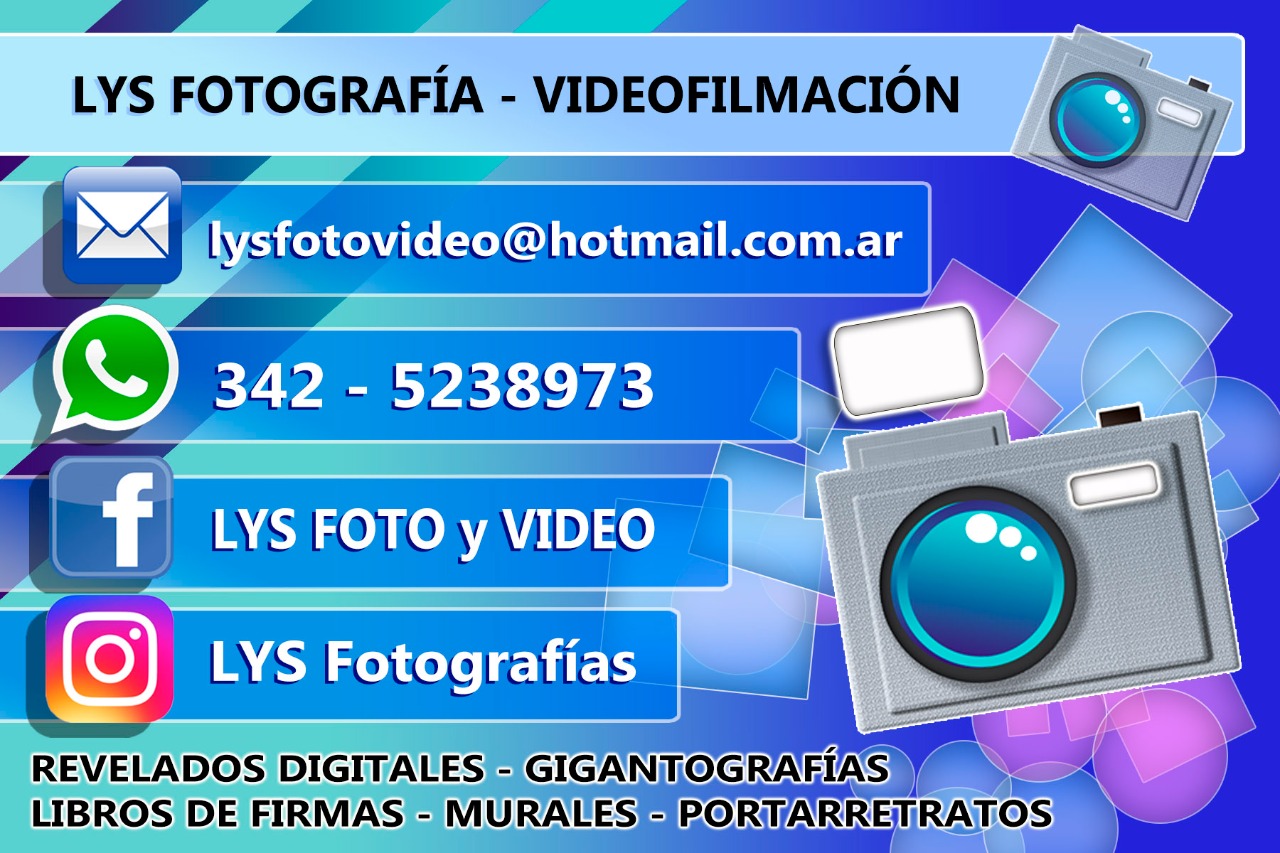 LYS FOTOGRAFÍA - VIDEOFILMACIÓN
lysfotovideo@hotmail.com.ar
342 - 5238973
LYS FOTO y VIDEO
LYS Fotografías
REVELADOS DIGITALES - GIGANTOGRAFÍAS
LIBROS DE FIRMAS - MURALES - PORTARRETRATOS